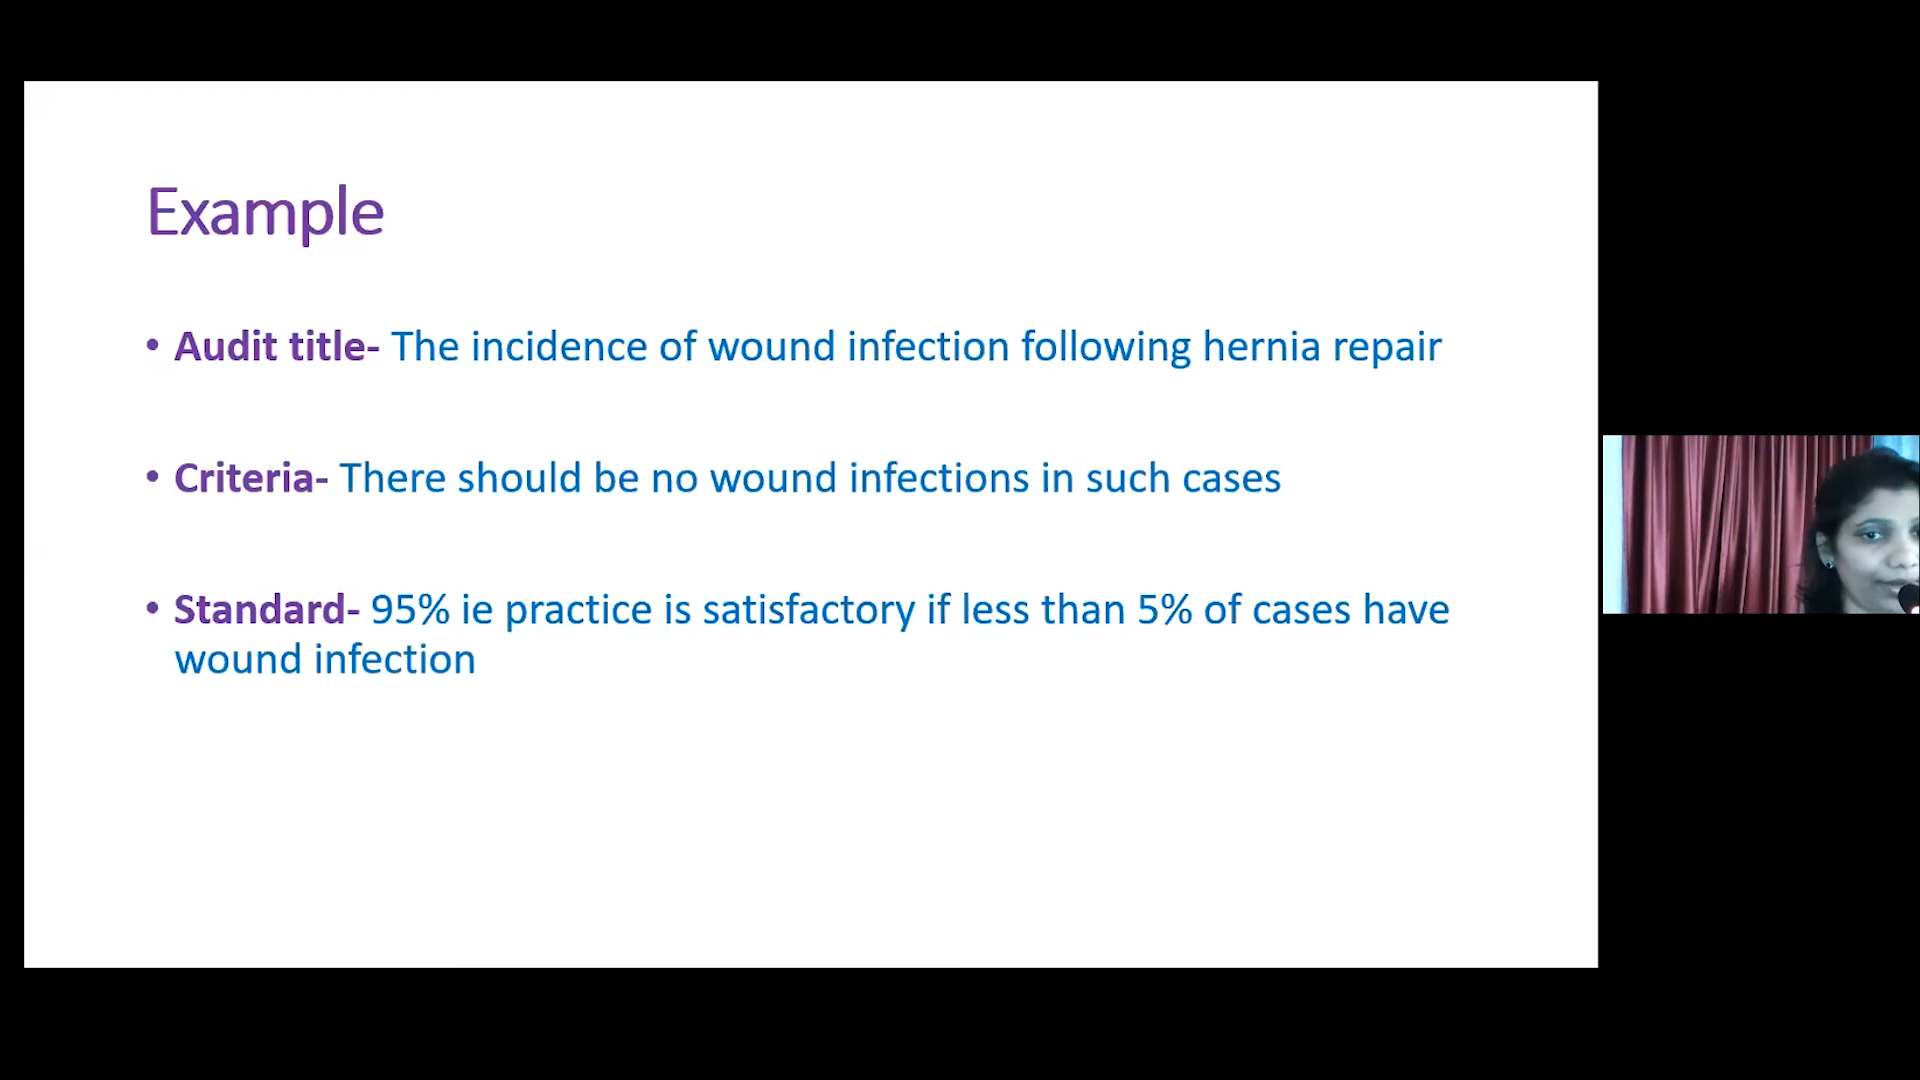 Example
• Audit title- The incidence of wound infection following hernia repair
• Criteria- There should be no wound infections in such cases
• Standard- 95% ie practice is satisfactory if less than 5% of cases have
wound infection